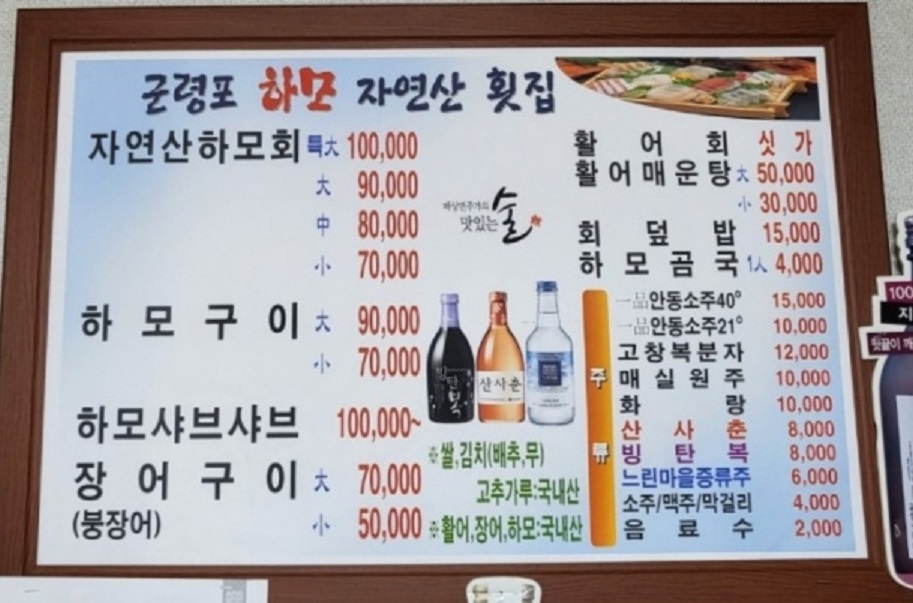 군령포 하모 자연산 횟집
자연산하모회 特大 100,000
大 90,000
中 80,000
小 70,000
하모구이 大 90,000
小 70,000
하모샤브샤브 100,000~
장어구이 大 70,000
(붕장어) 小 50,000
배상면주가의
맛있는 술
산사춘
※쌀,김치(배추,무)
고추가루:국내산
※활어,장어,하모:국내산
활어회 싯가
활어매운탕 大 50,000
小 30,000
회덮밥 15,000
하모곰국 1人 4,000
주류
一品안동소주40° 15,000
一品안동소주21° 10,000
고창복분자 12,000
매실원주 10,000
화랑 10,000
산사춘 8,000
빙탄복 8,000
느린마을증류주 6,000
소주/맥주/막걸리 4,000
음료수 2,000
100